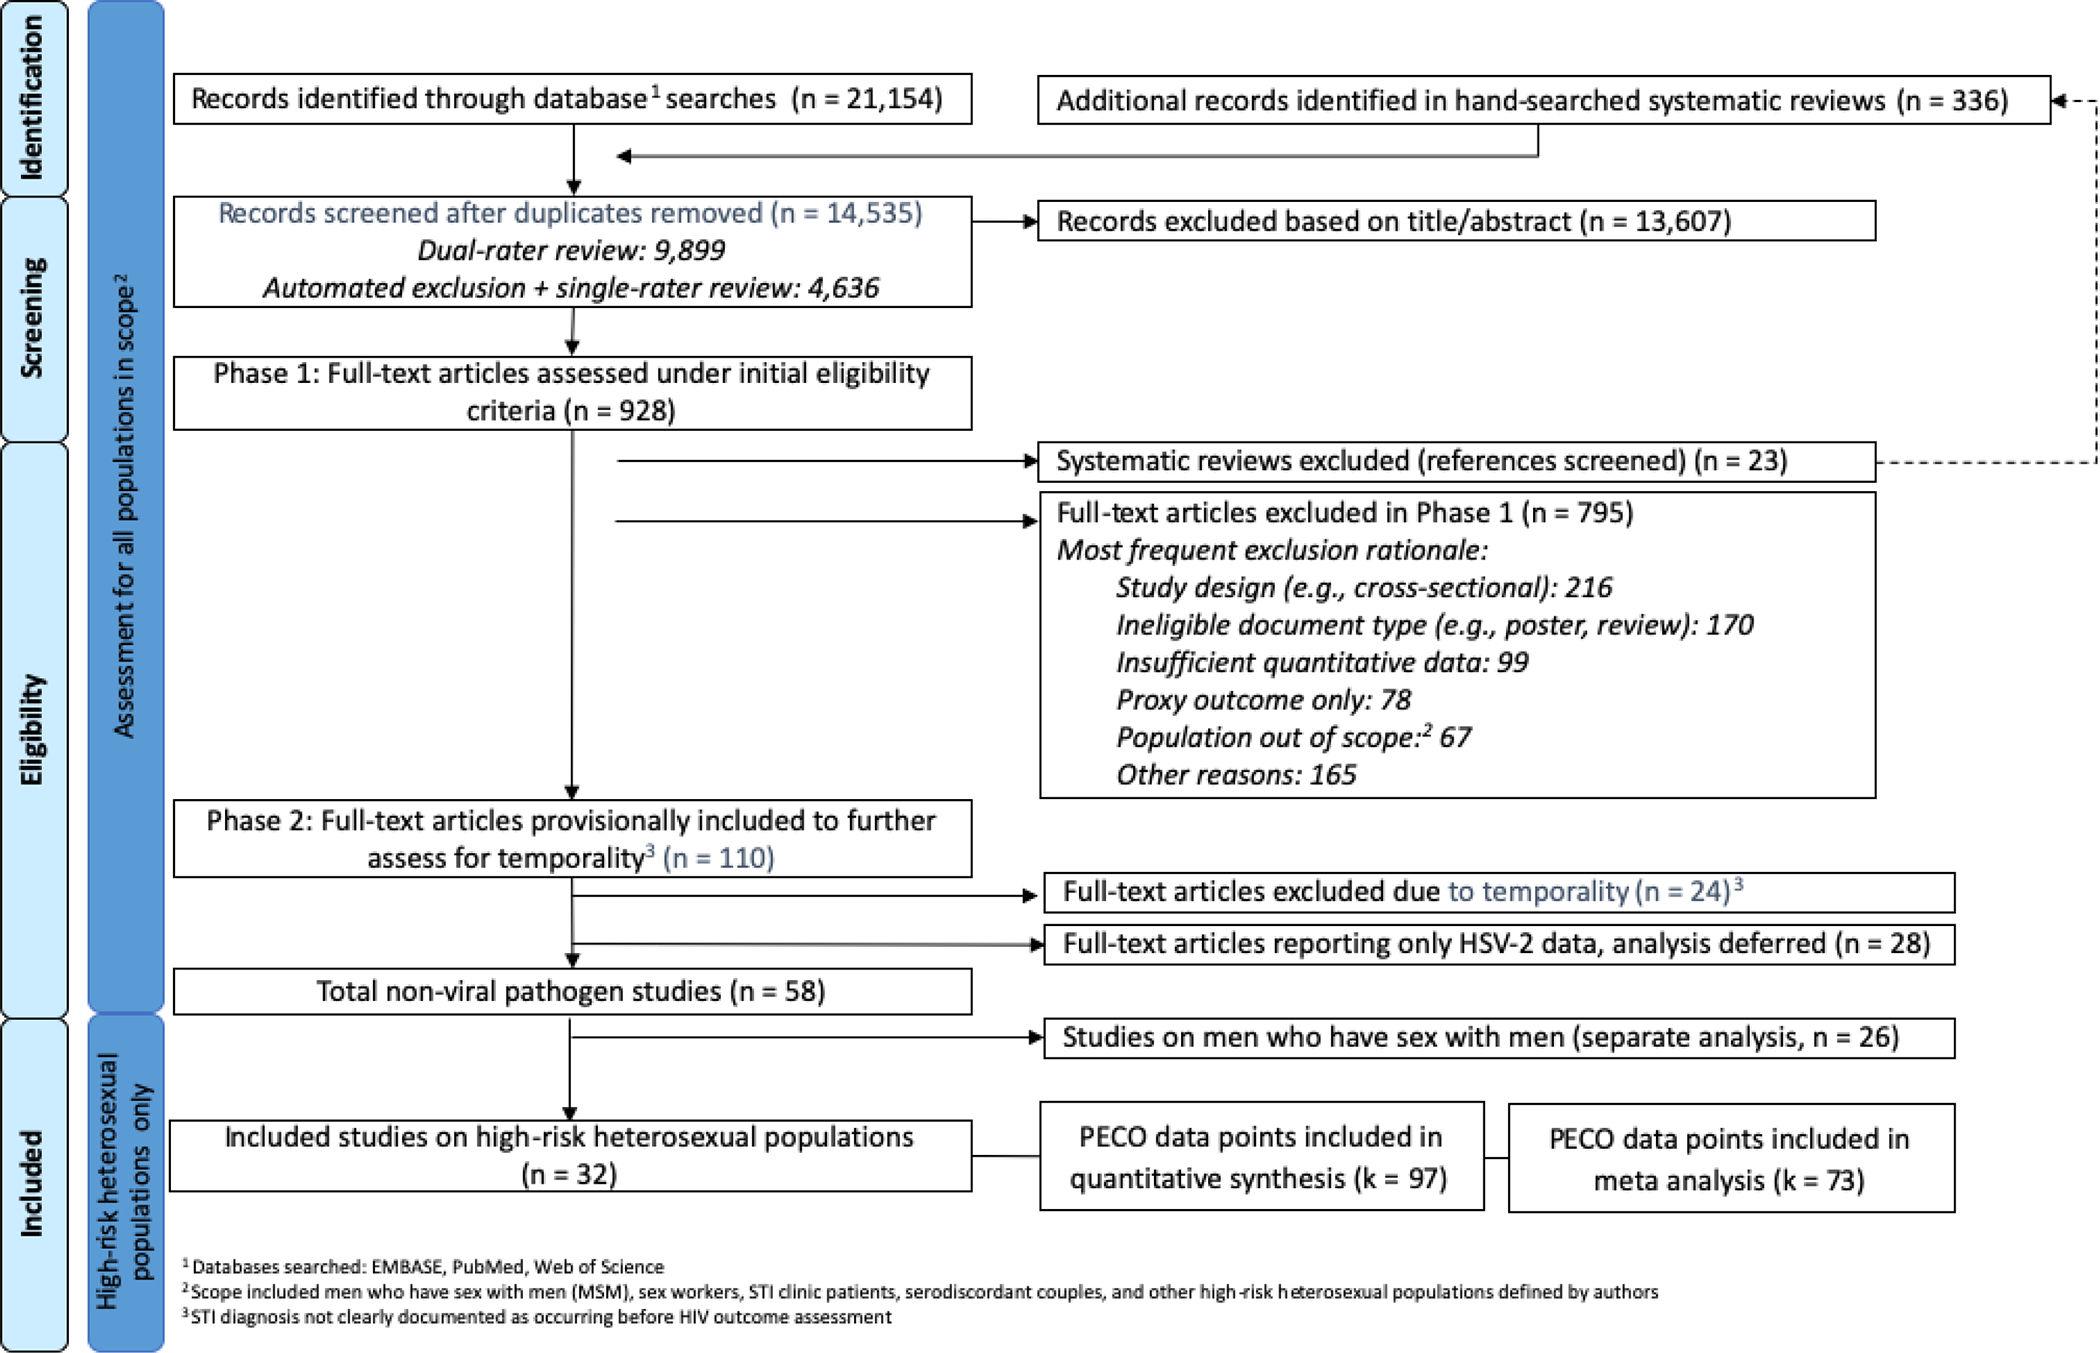 Identification
Screening
Eligibility
Included
Assessment for all populations in scope2
High-risk heterosexual
populations only
Records identified through database1 searches (n = 21,154)
Additional records identified in hand-searched systematic reviews (n = 336)
Records screened after duplicates removed (n = 14,535)
Dual-rater review: 9,899
Automated exclusion + single-rater review: 4,636
Records excluded based on title/abstract (n = 13,607)
Phase 1: Full-text articles assessed under initial eligibility
criteria (n = 928)
Systematic reviews excluded (references screened) (n = 23)
Full-text articles excluded in Phase 1 (n = 795)
Most frequent exclusion rationale:
Study design (e.g., cross-sectional): 216
Ineligible document type (e.g., poster, review): 170
Insufficient quantitative data: 99
Proxy outcome only: 78
Population out of scope:2 67
Other reasons: 165
Phase 2: Full-text articles provisionally included to further
assess for temporality3 (n = 110)
Full-text articles excluded due to temporality (n = 24)3
Full-text articles reporting only HSV-2 data, analysis deferred (n = 28)
Total non-viral pathogen studies (n = 58)
Studies on men who have sex with men (separate analysis, n = 26)
Included studies on high-risk heterosexual populations
(n = 32)
PECO data points included in
quantitative synthesis (k = 97)
PECO data points included in
meta analysis (k = 73)
1 Databases searched: EMBASE, PubMed, Web of Science
2 Scope included men who have sex with men (MSM), sex workers, STI clinic patients, serodiscordant couples, and other high-risk heterosexual populations defined by authors
3 STI diagnosis not clearly documented as occurring before HIV outcome assessment